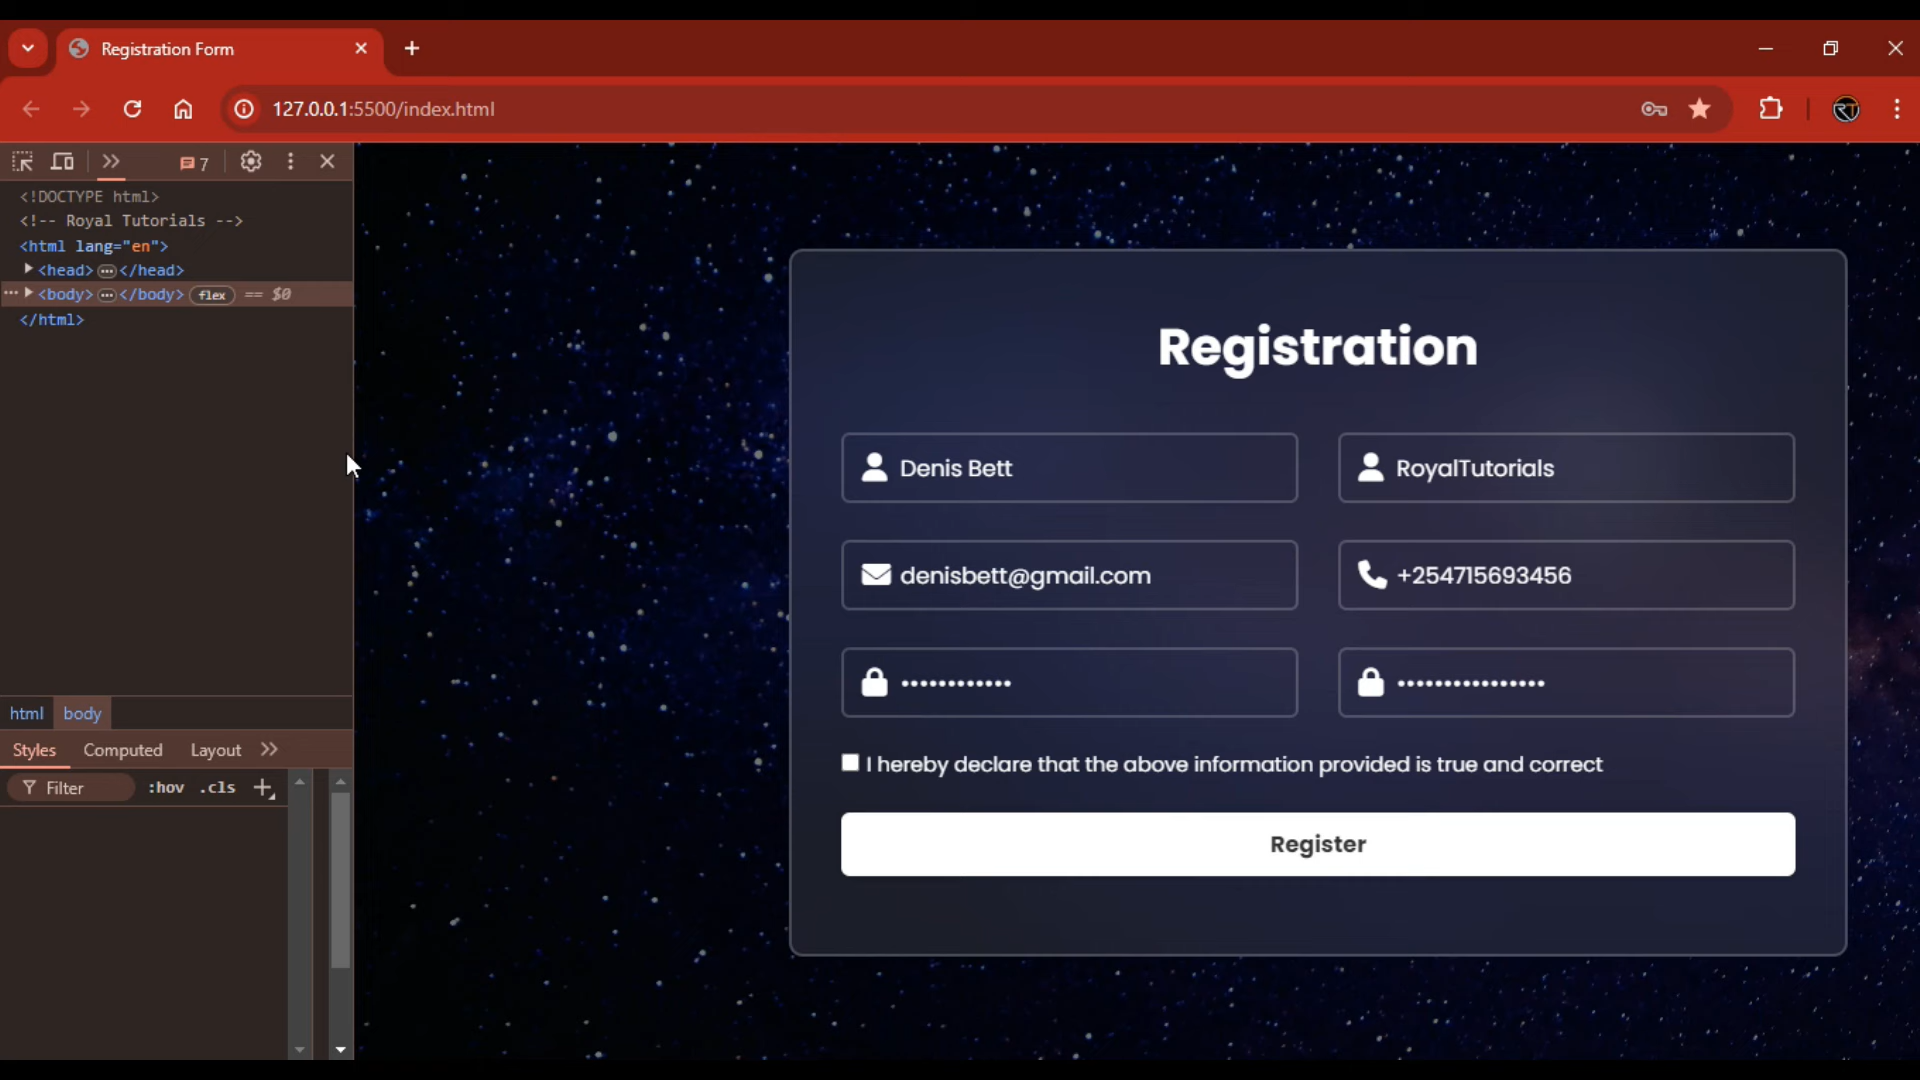 Registration Form
127.0.0.1:5500/index.html
RT
7
<!DOCTYPE html>
<!-- Royal Tutorials -->
<html lang="en">
<head> ⋯ </head>
⋯ <body> ⋯ </body> flex == $0
</html>
html body
Styles Computed Layout
Filter :hov .cls
Registration
Denis Bett
RoyalTutorials
denisbett@gmail.com
+254715693456
••••••••••••
••••••••••••••••
I hereby declare that the above information provided is true and correct
Register